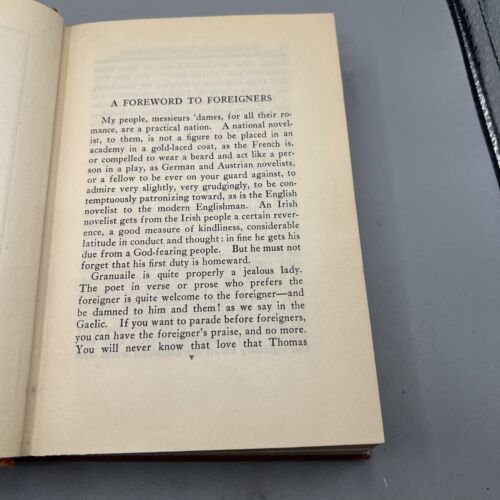 A FOREWORD TO FOREIGNERS
My people, messieurs 'dames, for all their ro-
mance, are a practical nation. A national novel-
ist, to them, is not a figure to be placed in an
academy in a gold-laced coat, as the French is,
or compelled to wear a beard and act like a per-
son in a play, as German and Austrian novelists,
or a fellow to be ever on your guard against, to
admire very slightly, very grudgingly, to be con-
temptuously patronizing toward, as is the English
novelist to the modern Englishman. An Irish
novelist gets from the Irish people a certain rever-
ence, a good measure of kindliness, considerable
latitude in conduct and thought: in fine he gets his
due from a God-fearing people. But he must not
forget that his first duty is homeward.
Granuaile is quite properly a jealous lady.
The poet in verse or prose who prefers the
foreigner is quite welcome to the foreigner—and
be damned to him and them! as we say in the
Gaelic. If you want to parade before foreigners,
you can have the foreigner's praise, and no more.
You will never know that love that Thomas
v